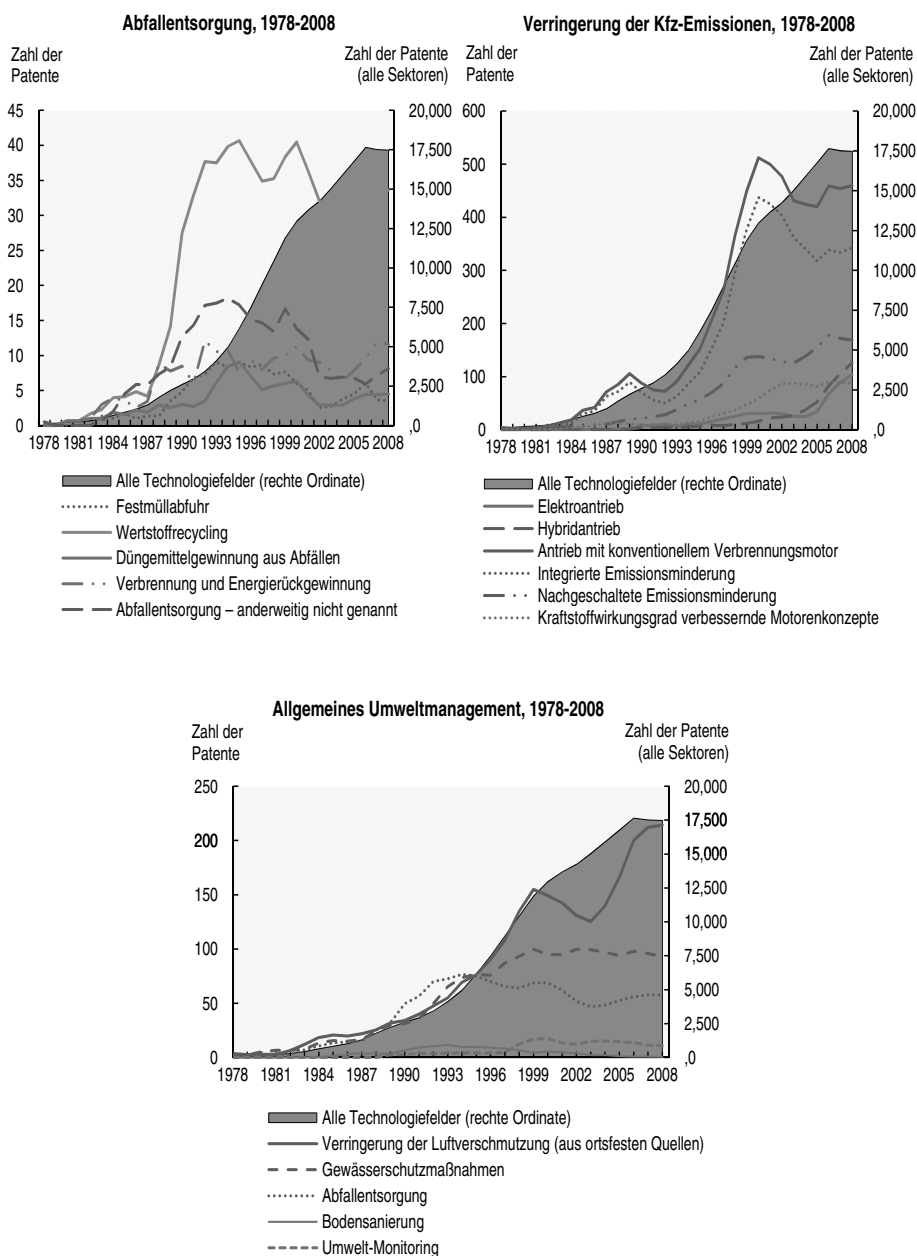 Abfallentsorgung, 1978-2008
Zahl der
Patente
Zahl der Patente
(alle Sektoren)
45
40
35
30
25
20
15
10
5
0
20,000
17,500
15,000
12,500
10,000
7,500
5,000
2,500
,0
1978 1981 1984 1987 1990 1993 1996 1999 2002 2005 2008
Alle Technologiefelder (rechte Ordinate)
Festmüllabfuhr
Wertstoffrecycling
Düngemittelgewinnung aus Abfällen
Verbrennung und Energierückgewinnung
Abfallentsorgung – anderweitig nicht genannt
Verringerung der Kfz-Emissionen, 1978-2008
Zahl der
Patente
Zahl der Patente
(alle Sektoren)
600
500
400
300
200
100
0
20,000
17,500
15,000
12,500
10,000
7,500
5,000
2,500
,0
1978 1981 1984 1987 1990 1993 1996 1999 2002 2005 2008
Alle Technologiefelder (rechte Ordinate)
Elektroantrieb
Hybridantrieb
Antrieb mit konventionellem Verbrennungsmotor
Integrierte Emissionsminderung
Nachgeschaltete Emissionsminderung
Kraftstoffwirkungsgrad verbessernde Motorenkonzepte
Allgemeines Umweltmanagement, 1978-2008
Zahl der
Patente
Zahl der Patente
(alle Sektoren)
250
200
150
100
50
0
20,000
17,500
15,000
12,500
10,000
7,500
5,000
2,500
,0
1978 1981 1984 1987 1990 1993 1996 1999 2002 2005 2008
Alle Technologiefelder (rechte Ordinate)
Verringerung der Luftverschmutzung (aus ortsfesten Quellen)
Gewässerschutzmaßnahmen
Abfallentsorgung
Bodensanierung
Umwelt-Monitoring